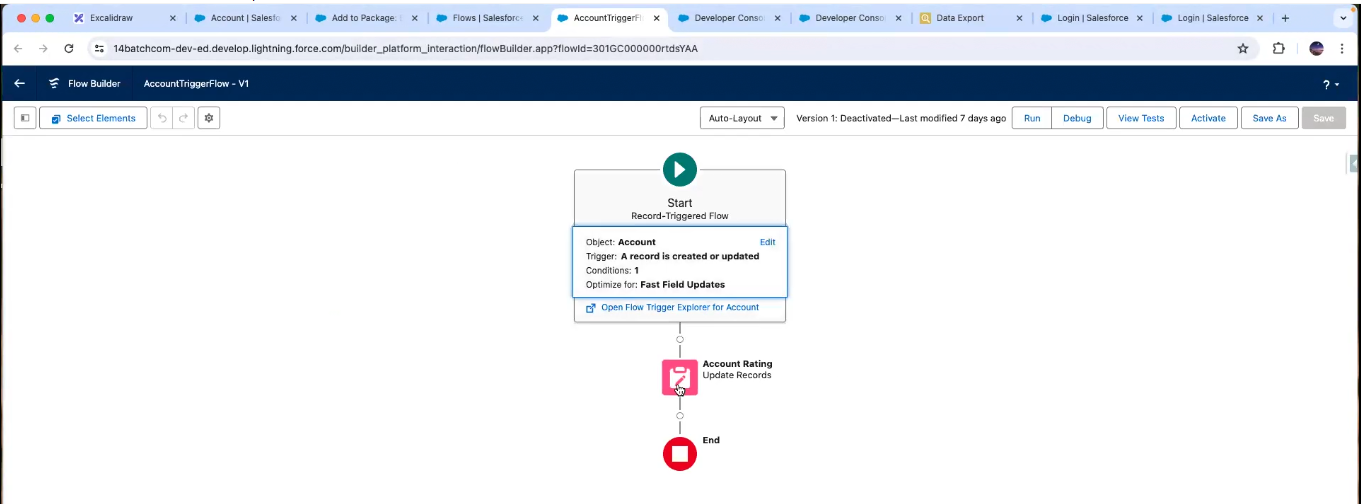 Excalidraw
Account | Salesfo
Add to Package:
Flows | Salesforce
AccountTriggerFl
Developer Conso
Developer Conso
Data Export
Login | Salesforce
Login | Salesforce
14batchcom-dev-ed.develop.lightning.force.com/builder_platform_interaction/flowBuilder.app?flowId=301GC000000rtdsYAA
Flow Builder
AccountTriggerFlow - V1
?
Select Elements
Auto-Layout
Version 1: Deactivated—Last modified 7 days ago
Run
Debug
View Tests
Activate
Save As
Save
Start
Record-Triggered Flow
Object: Account
Edit
Trigger: A record is created or updated
Conditions: 1
Optimize for: Fast Field Updates
Open Flow Trigger Explorer for Account
Account Rating
Update Records
End